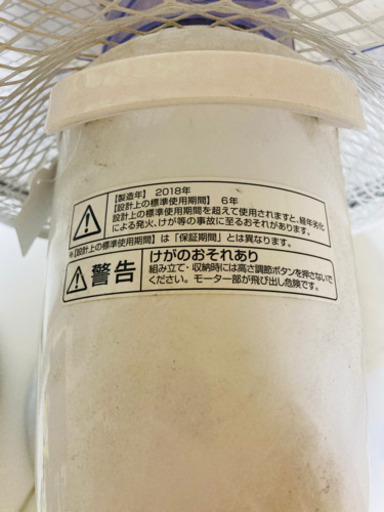 【製造年】 2018年
【設計上の標準使用期間】 6年
設計上の標準使用期間を超えて使用されますと、経年劣化
による発火、けが等の事故に至るおそれがあります。
※【設計上の標準使用期間】は「保証期間」とは異なります。
警告
けがのおそれあり
組み立て・収納時には高さ調節ボタンを押さないで
ください。モーター部が飛び出し危険です。